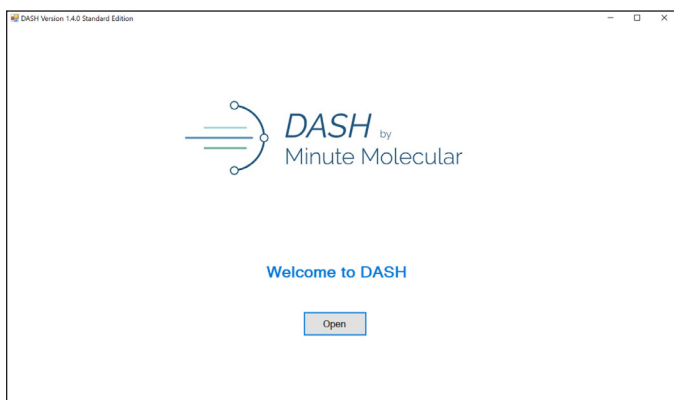 DASH Version 1.4.0 Standard Edition
DASH by
Minute Molecular
Welcome to DASH
Open